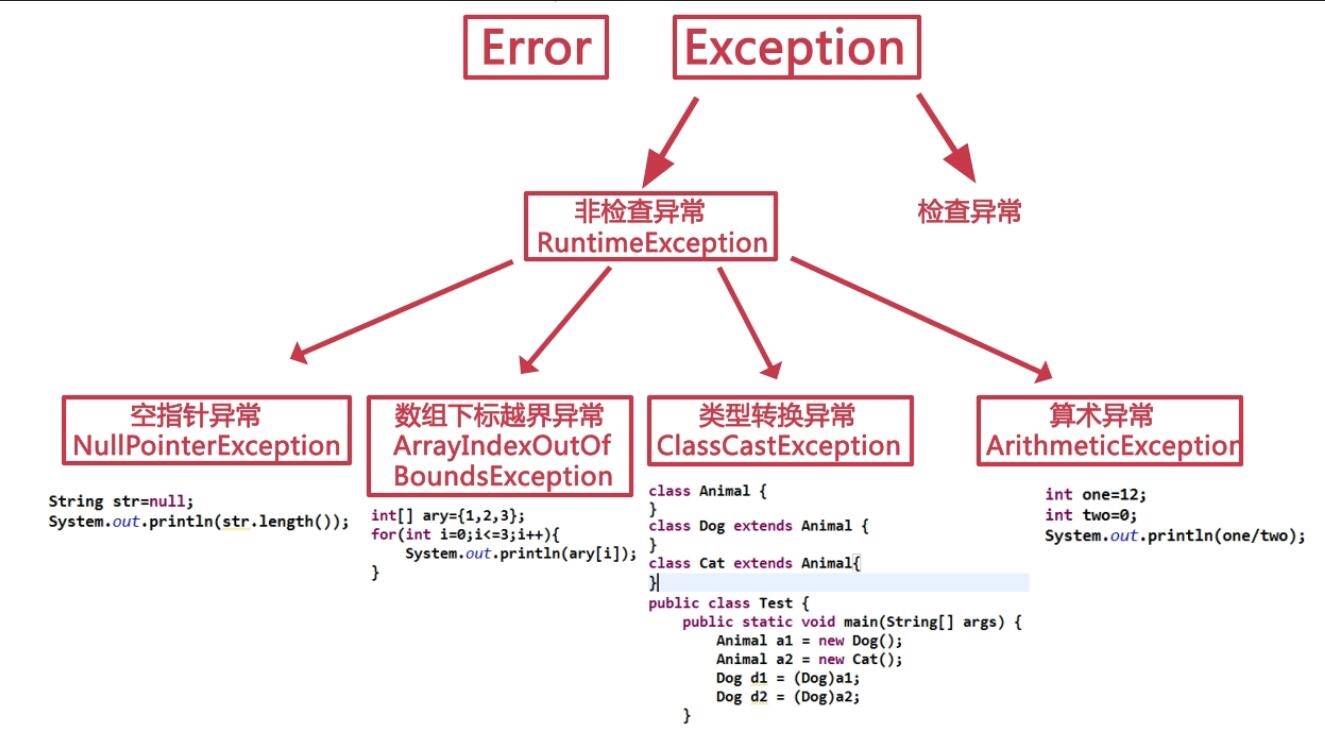 Error
Exception
非检查异常
RuntimeException
检查异常
空指针异常
NullPointerException
String str=null;
System.out.println(str.length());
数组下标越界异常
ArrayIndexOutOf
BoundsException
int[] ary={1,2,3};
for(int i=0;i<=3;i++){
System.out.println(ary[i]);
}
类型转换异常
ClassCastException
class Animal {
}
class Dog extends Animal {
}
class Cat extends Animal{
}
public class Test {
public static void main(String[] args) {
Animal a1 = new Dog();
Animal a2 = new Cat();
Dog d1 = (Dog)a1;
Dog d2 = (Dog)a2;
}
算术异常
ArithmeticException
int one=12;
int two=0;
System.out.println(one/two);